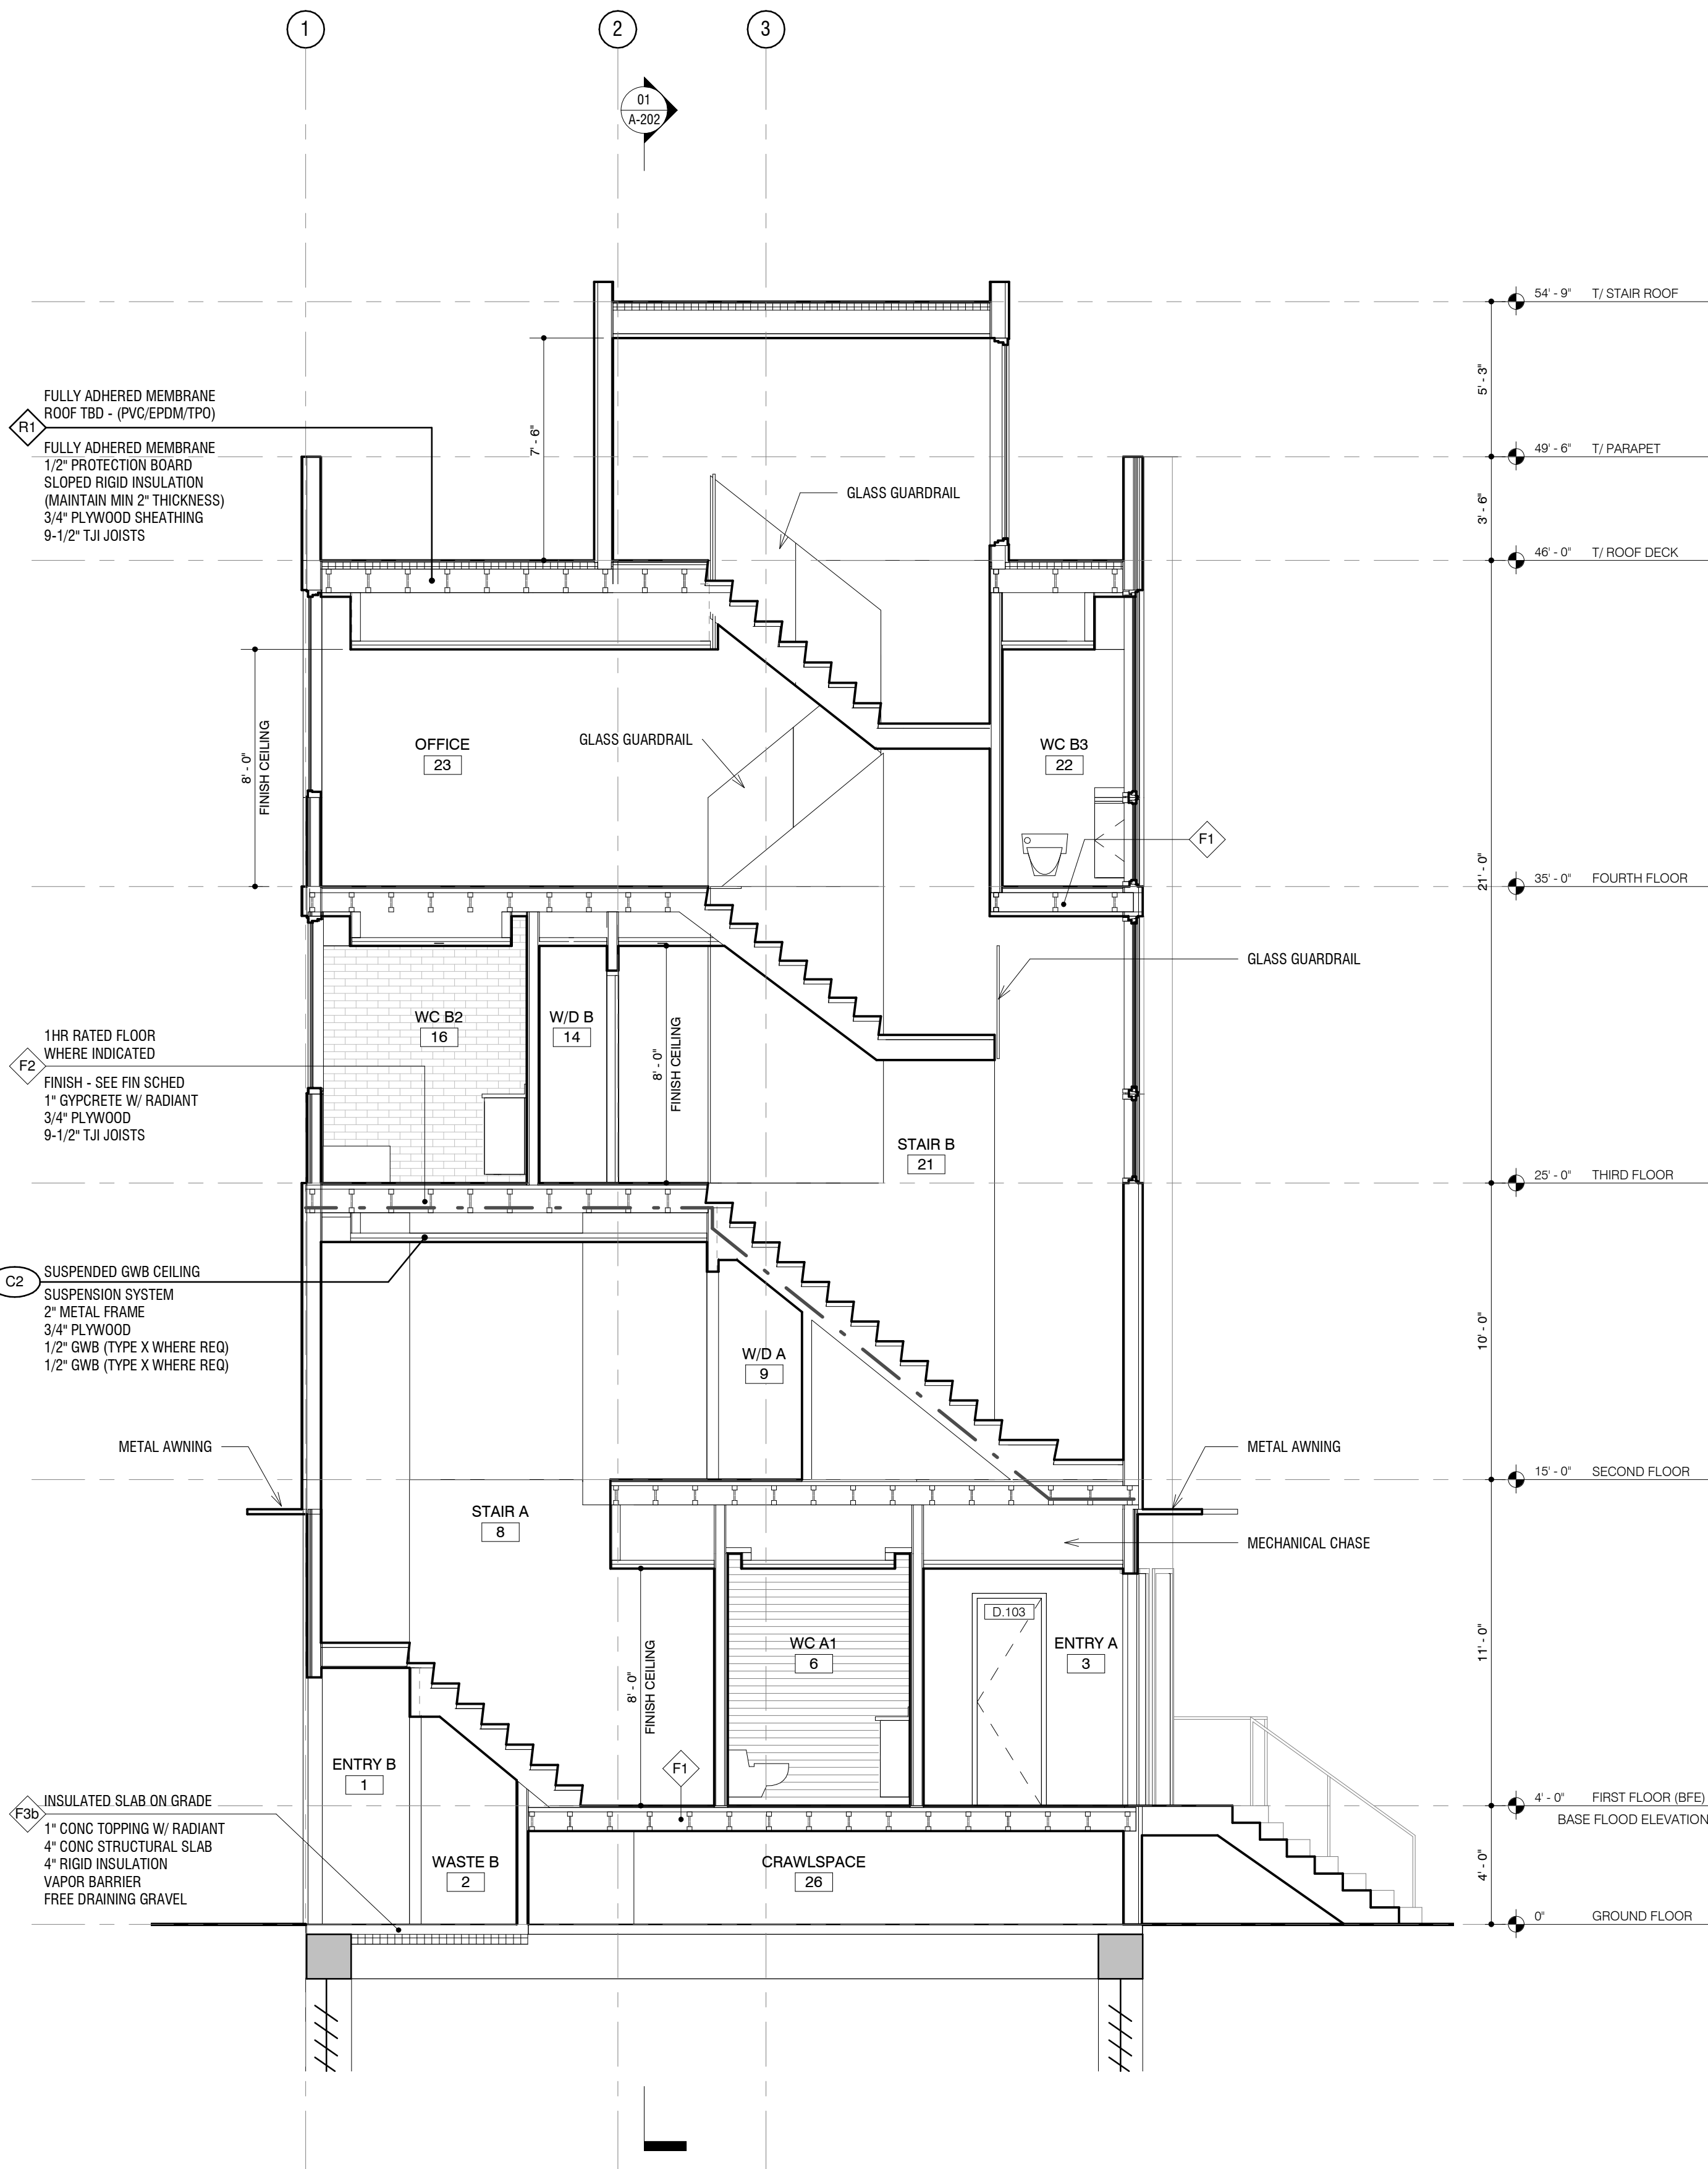 1
2
3
01
A-202
54' - 9" T/ STAIR ROOF
5' - 3"
FULLY ADHERED MEMBRANE
ROOF TBD - (PVC/EPDM/TPO)
R1
FULLY ADHERED MEMBRANE
1/2" PROTECTION BOARD
SLOPED RIGID INSULATION
(MAINTAIN MIN 2" THICKNESS)
3/4" PLYWOOD SHEATHING
9-1/2" TJI JOISTS
7' - 6"
49' - 6" T/ PARAPET
GLASS GUARDRAIL
3' - 6"
46' - 0" T/ ROOF DECK
8' - 0"
FINISH CEILING
OFFICE
23
GLASS GUARDRAIL
WC B3
22
F1
21' - 0"
35' - 0" FOURTH FLOOR
GLASS GUARDRAIL
WC B2
16
W/D B
14
8' - 0"
FINISH CEILING
1HR RATED FLOOR
WHERE INDICATED
F2
FINISH - SEE FIN SCHED
1" GYPCRETE W/ RADIANT
3/4" PLYWOOD
9-1/2" TJI JOISTS
STAIR B
21
25' - 0" THIRD FLOOR
C2
SUSPENDED GWB CEILING
SUSPENSION SYSTEM
2" METAL FRAME
3/4" PLYWOOD
1/2" GWB (TYPE X WHERE REQ)
1/2" GWB (TYPE X WHERE REQ)
W/D A
9
10' - 0"
METAL AWNING
METAL AWNING
15' - 0" SECOND FLOOR
STAIR A
8
MECHANICAL CHASE
D.103
8' - 0"
FINISH CEILING
WC A1
6
ENTRY A
3
11' - 0"
ENTRY B
1
F1
INSULATED SLAB ON GRADE
F3b
1" CONC TOPPING W/ RADIANT
4" CONC STRUCTURAL SLAB
4" RIGID INSULATION
VAPOR BARRIER
FREE DRAINING GRAVEL
4' - 0" FIRST FLOOR (BFE)
BASE FLOOD ELEVATION
WASTE B
2
CRAWLSPACE
26
4' - 0"
0" GROUND FLOOR